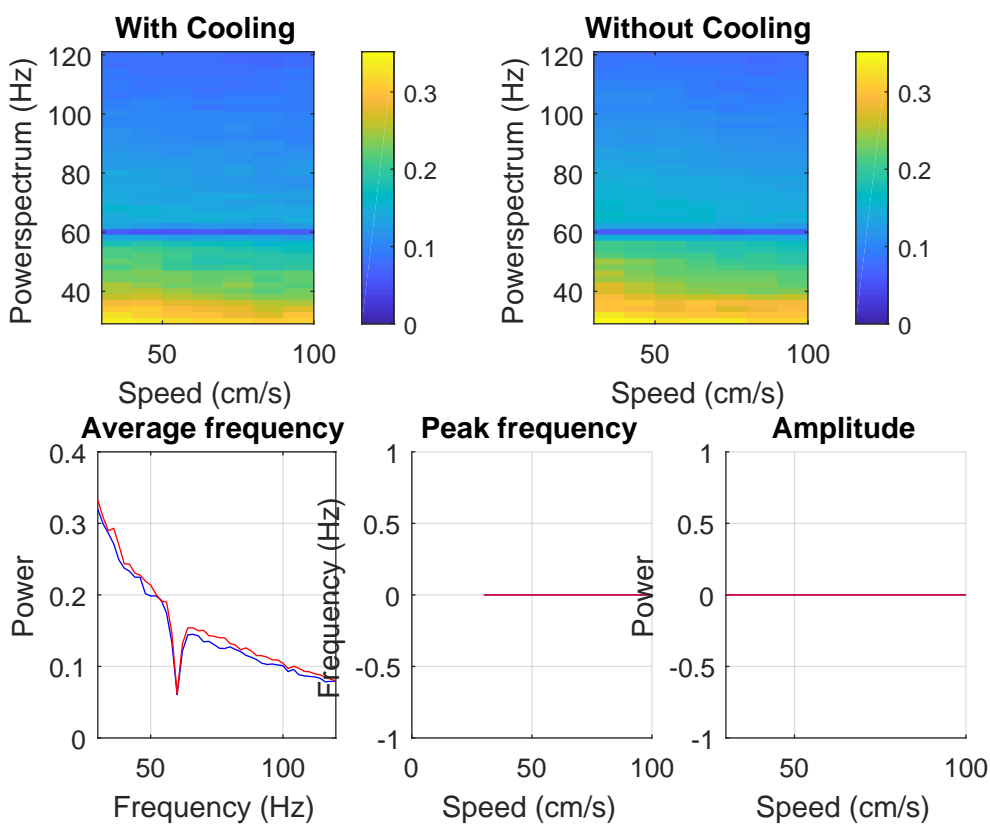 With Cooling
Powerspectrum (Hz)
120
100
80
60
40
50
100
Speed (cm/s)
0.3
0.2
0.1
0
Without Cooling
Powerspectrum (Hz)
120
100
80
60
40
50
100
Speed (cm/s)
0.3
0.2
0.1
0
Average frequency
Power
0.4
0.3
0.2
0.1
0
50
100
Frequency (Hz)
Peak frequency
Frequency (Hz)
1
0.5
0
-0.5
-1
0
50
100
Speed (cm/s)
Amplitude
Power
1
0.5
0
-0.5
-1
50
100
Speed (cm/s)